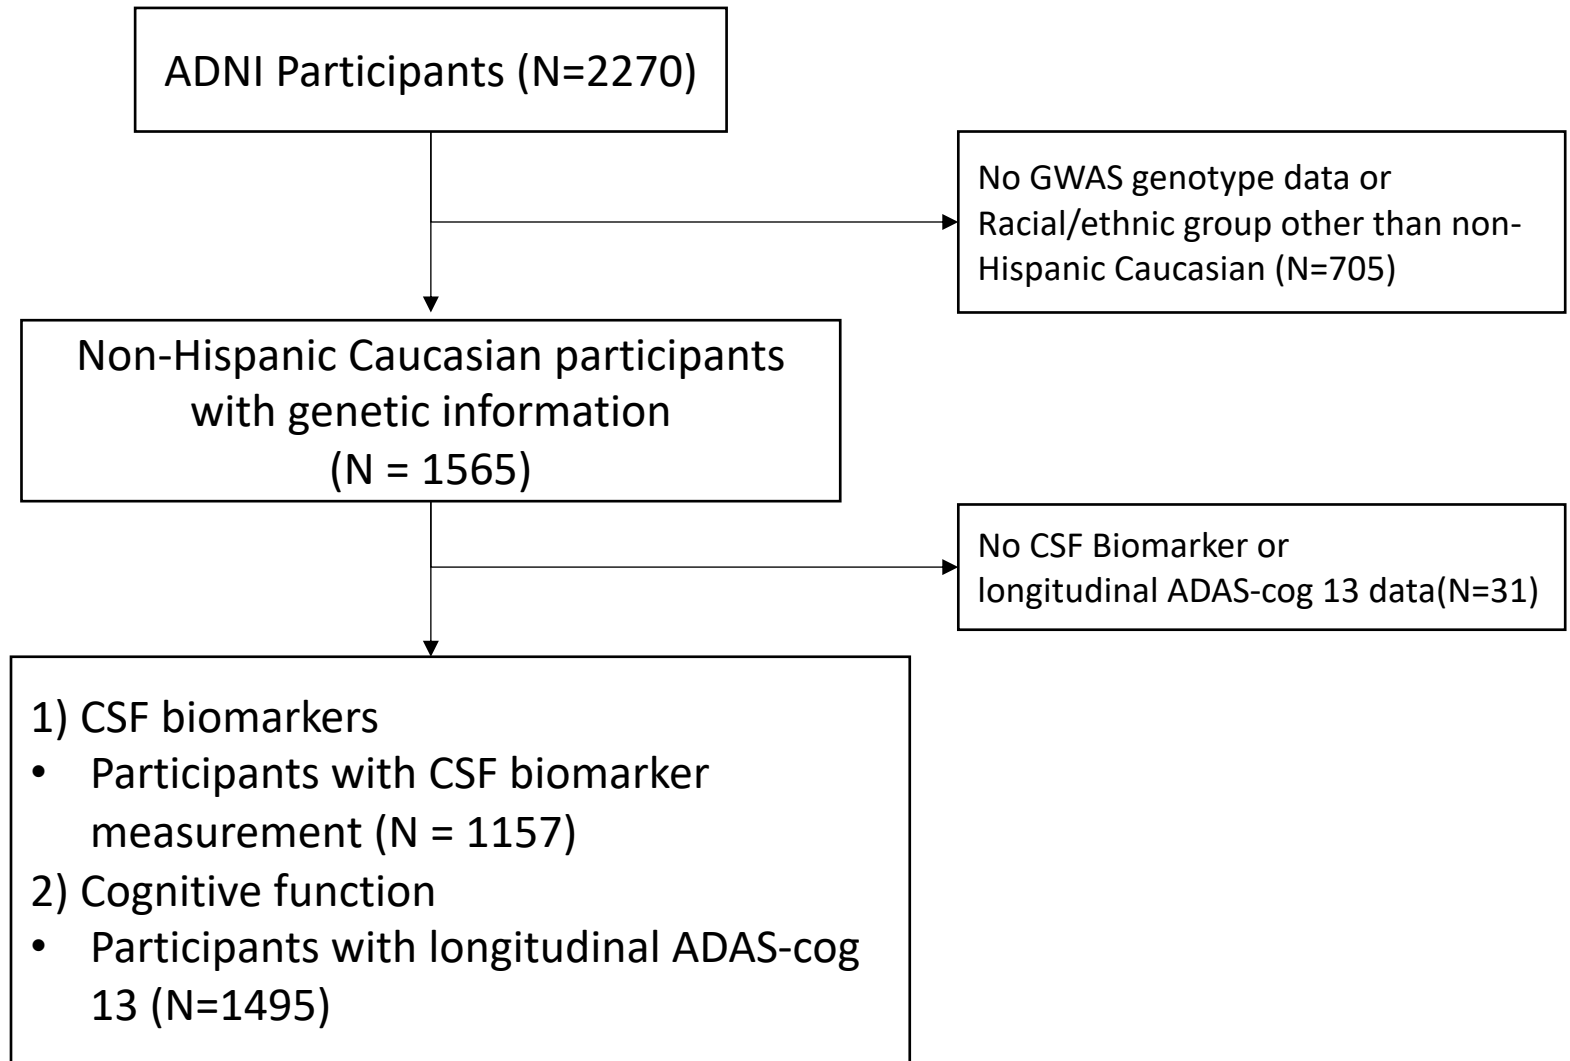 ADNI Participants (N=2270)
No GWAS genotype data or
Racial/ethnic group other than non-
Hispanic Caucasian (N=705)
Non-Hispanic Caucasian participants
with genetic information
(N = 1565)
No CSF Biomarker or
longitudinal ADAS-cog 13 data(N=31)
1) CSF biomarkers
• Participants with CSF biomarker
measurement (N = 1157)
2) Cognitive function
• Participants with longitudinal ADAS-cog
13 (N=1495)